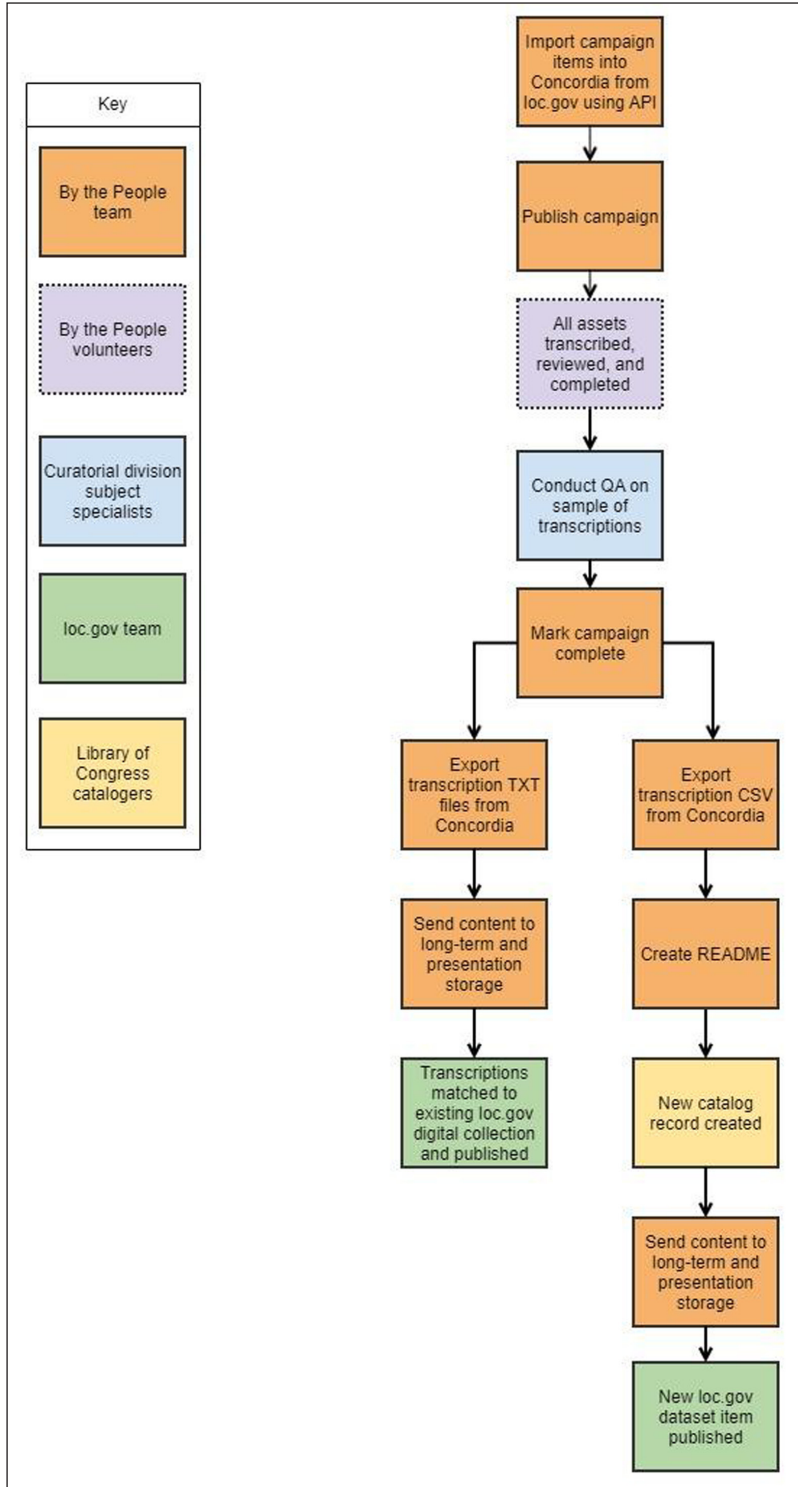 Key
By the People
team
By the People
volunteers
Curatorial division
subject
specialists
loc.gov team
Library of
Congress
catalogers
Import campaign
items into
Concordia from
loc.gov using API
Publish campaign
All assets
transcribed,
reviewed, and
completed
Conduct QA on
sample of
transcriptions
Mark campaign
complete
Export
transcription TXT
files from
Concordia
Send content to
long-term and
presentation
storage
Transcriptions
matched to
existing loc.gov
digital collection
and published
Export
transcription CSV
from Concordia
Create README
New catalog
record created
Send content to
long-term and
presentation
storage
New loc.gov
dataset item
published